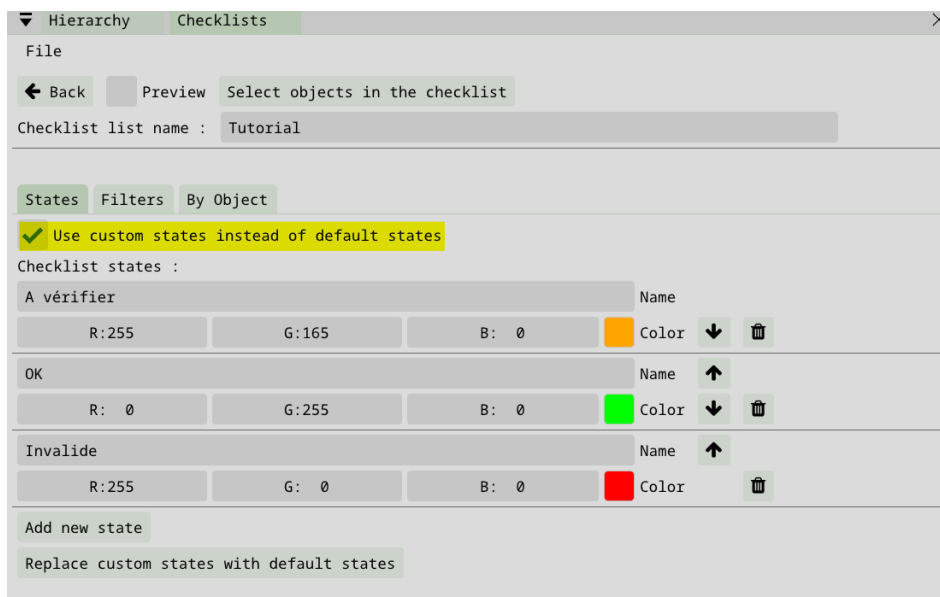 Hierarchy Checklists
File
Back Preview Select objects in the checklist
Checklist list name : Tutorial
States Filters By Object
Use custom states instead of default states
Checklist states :
A vérifier Name
R:255 G:165 B: 0 Color
OK Name
R: 0 G:255 B: 0 Color
Invalide Name
R:255 G: 0 B: 0 Color
Add new state
Replace custom states with default states